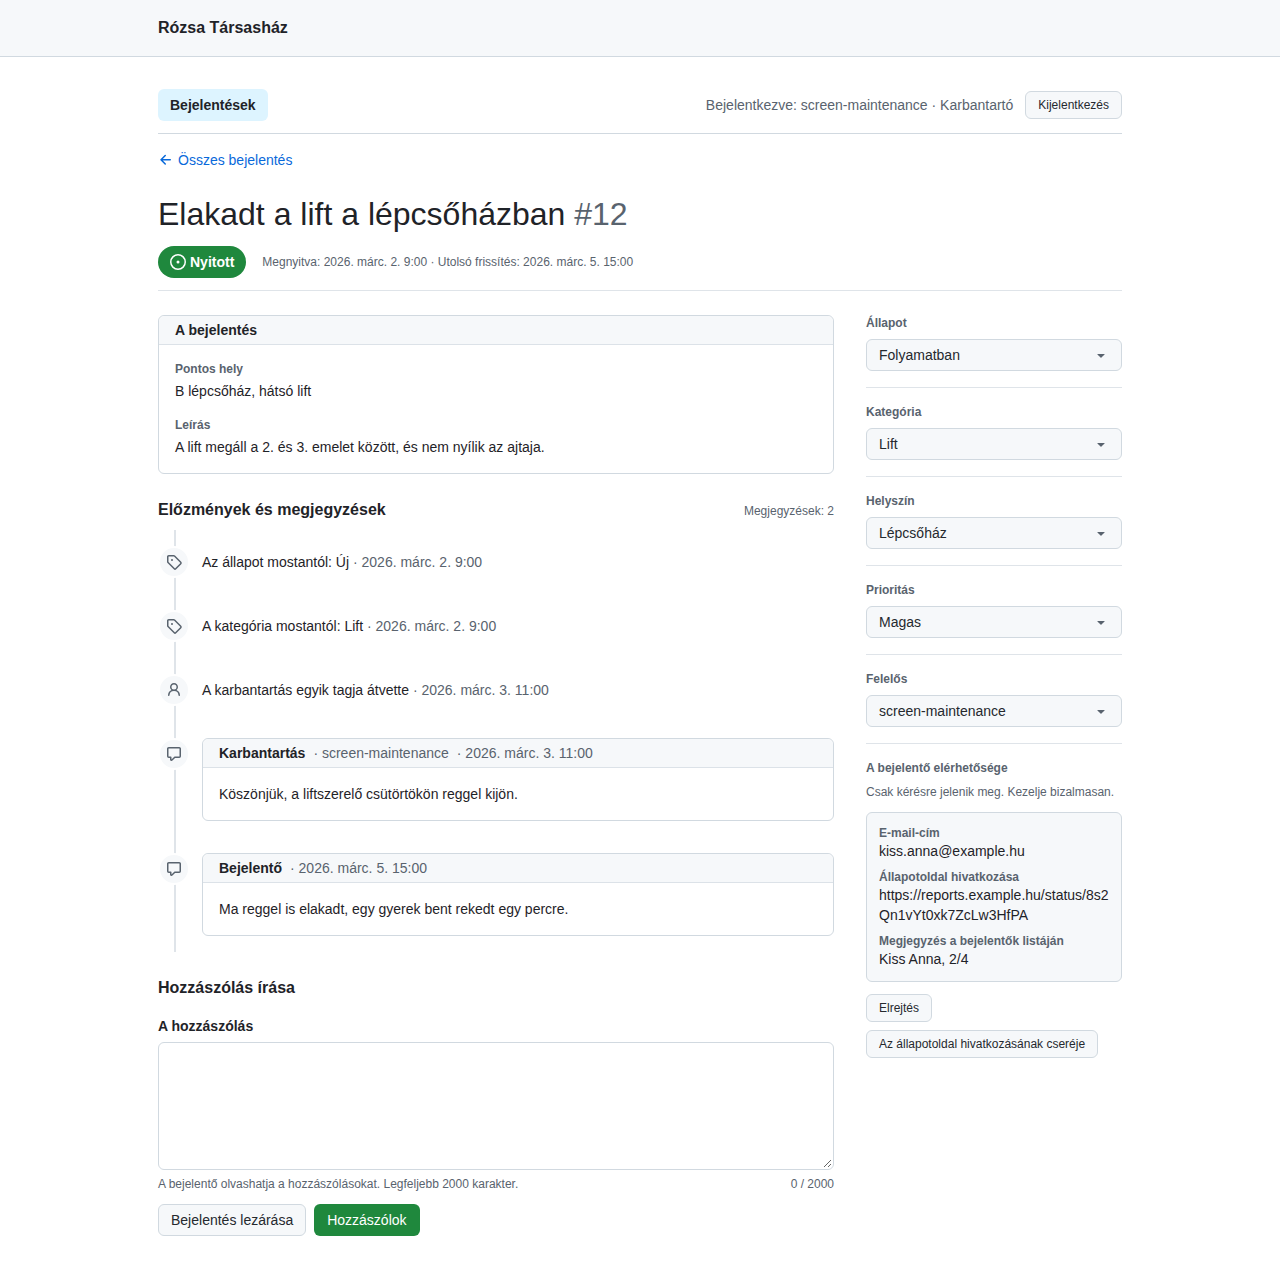 Rózsa Társasház
Bejelentések
Bejelentkezve: screen-maintenance · Karbantartó
Kijelentkezés
← Összes bejelentés
Elakadt a lift a lépcsőházban #12
Nyitott
Megnyitva: 2026. márc. 2. 9:00 · Utolsó frissítés: 2026. márc. 5. 15:00
A bejelentés
Pontos hely
B lépcsőház, hátsó lift
Leírás
A lift megáll a 2. és 3. emelet között, és nem nyílik az ajtaja.
Előzmények és megjegyzések
Megjegyzések: 2
Az állapot mostantól: Új · 2026. márc. 2. 9:00
A kategória mostantól: Lift · 2026. márc. 2. 9:00
A karbantartás egyik tagja átvette · 2026. márc. 3. 11:00
Karbantartás · screen-maintenance · 2026. márc. 3. 11:00
Köszönjük, a liftszerelő csütörtökön reggel kijön.
Bejelentő · 2026. márc. 5. 15:00
Ma reggel is elakadt, egy gyerek bent rekedt egy percre.
Hozzászólás írása
A hozzászólás
A bejelentő olvashatja a hozzászólásokat. Legfeljebb 2000 karakter.
0 / 2000
Bejelentés lezárása
Hozzászólok
Állapot
Folyamatban
Kategória
Lift
Helyszín
Lépcsőház
Prioritás
Magas
Felelős
screen-maintenance
A bejelentő elérhetősége
Csak kérésre jelenik meg. Kezelje bizalmasan.
E-mail-cím
kiss.anna@example.hu
Állapotoldal hivatkozása
https://reports.example.hu/status/8s2
Qn1vYt0xk7ZcLw3HfPA
Megjegyzés a bejelentők listáján
Kiss Anna, 2/4
Elrejtés
Az állapotoldal hivatkozásának cseréje